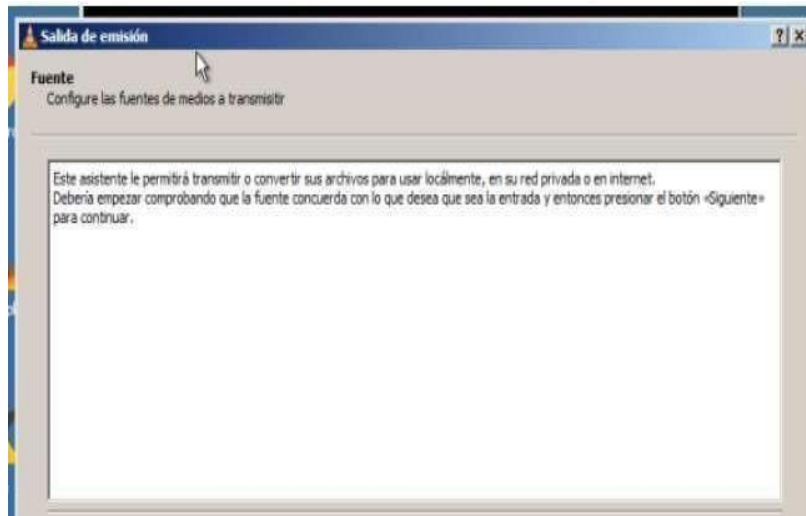 Salida de emisión
Fuente
Configure las fuentes de medios a transmisitir
Este asistente le permitirá transmitir o convertir sus archivos para usar locálmente, en su red privada o en internet.
Debería empezar comprobando que la fuente concuerda con lo que desea que sea la entrada y entonces presionar el botón «Siguiente»
para continuar.